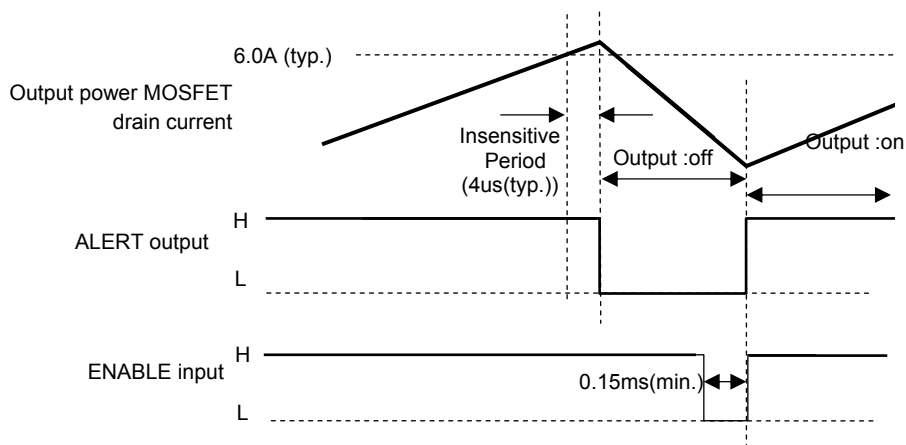 6.0A (typ.)
Output power MOSFET
drain current
Insensitive
Period
(4us(typ.))
Output :off
Output :on
H
ALERT output
L
H
ENABLE input
0.15ms(min.)
L